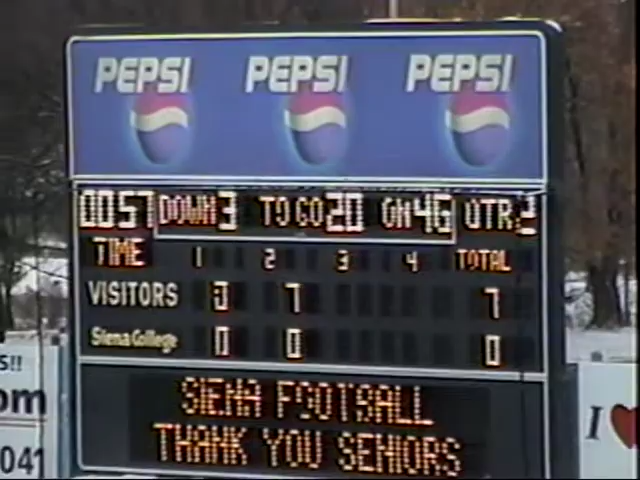 PEPSI PEPSI PEPSI
00 57 DOWN 3 TO GO 20 ON 46 QTR 2
TIME 1 2 3 4 TOTAL
VISITORS 0 7 7
Siena College 0 0 0
SIENA FOOTBALL
THANK YOU SENIORS
S!!
om
041
I